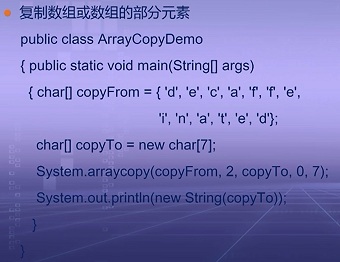 • 复制数组或数组的部分元素
public class ArrayCopyDemo
{ public static void main(String[] args)
{ char[] copyFrom = { 'd', 'e', 'c', 'a', 'f', 'f', 'e',
'i', 'n', 'a', 't', 'e', 'd'};
char[] copyTo = new char[7];
System.arraycopy(copyFrom, 2, copyTo, 0, 7);
System.out.println(new String(copyTo));
}
}